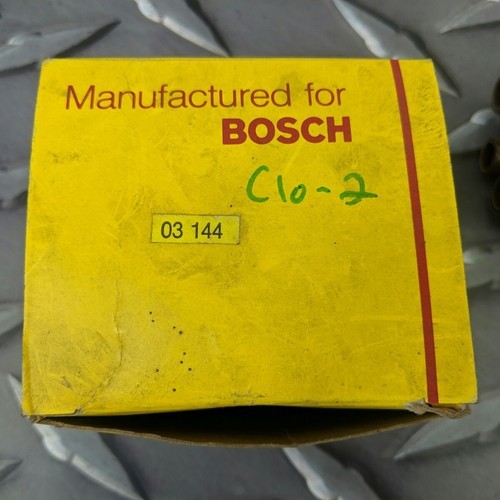 Manufactured for
BOSCH
C10-2
03 144